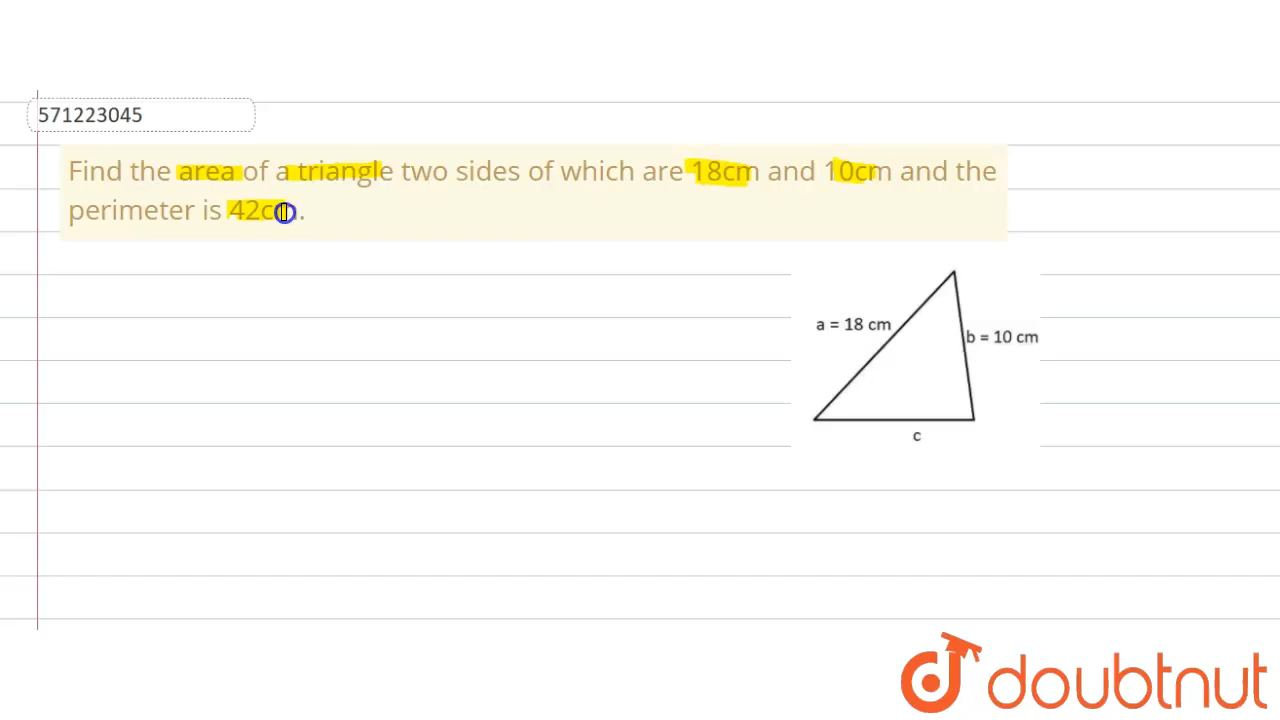 571223045
Find the area of a triangle two sides of which are 18cm and 10cm and the
perimeter is 42cm.
a = 18 cm
b = 10 cm
c
doubtnut